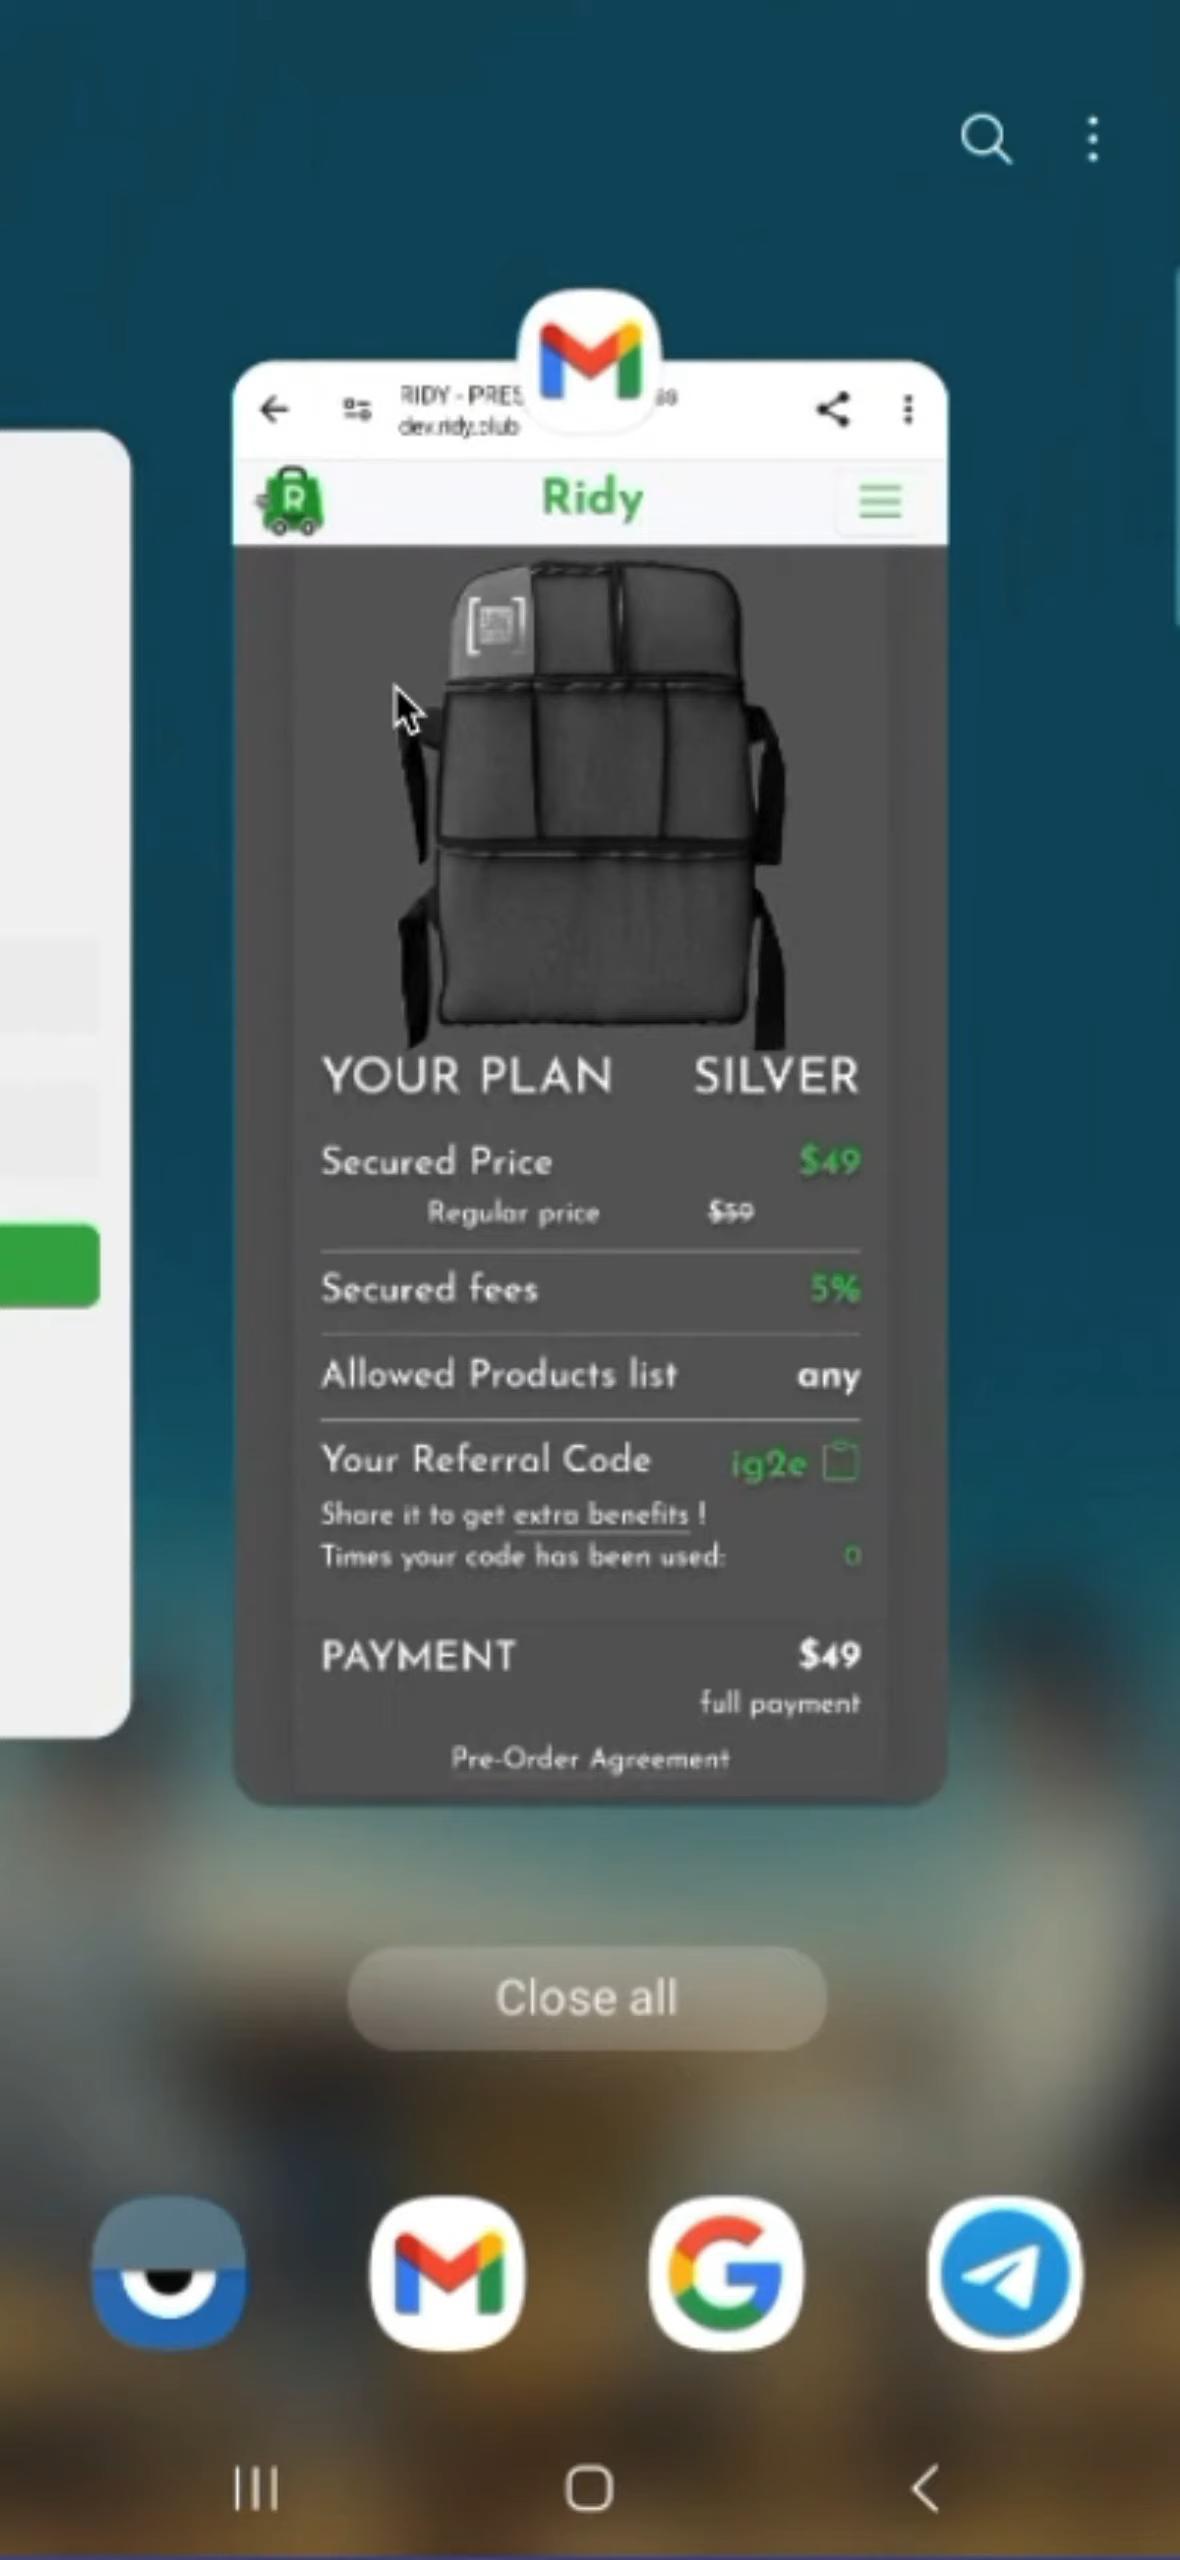 RIDY - PRES
dev.ridy.club
R
Ridy
YOUR PLAN SILVER
Secured Price $49
Regular price $59
Secured fees 5%
Allowed Products list any
Your Referral Code ig2e
Share it to get extra benefits !
Times your code has been used: 0
PAYMENT $49
full payment
Pre-Order Agreement
Close all